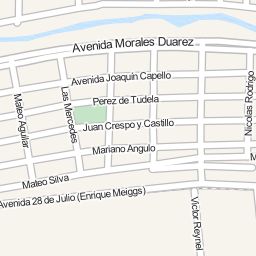 Avenida Morales Duarez
Avenida Joaquín Capello
Perez de Tudela
Juan Crespo y Castillo
Mariano Angulo
Mateo Silva
Avenida 28 de Julio (Enrique Meiggs)
Mateo Aguilar
Las Mercedes
Nicolas Rodrigo
Victor Reynel